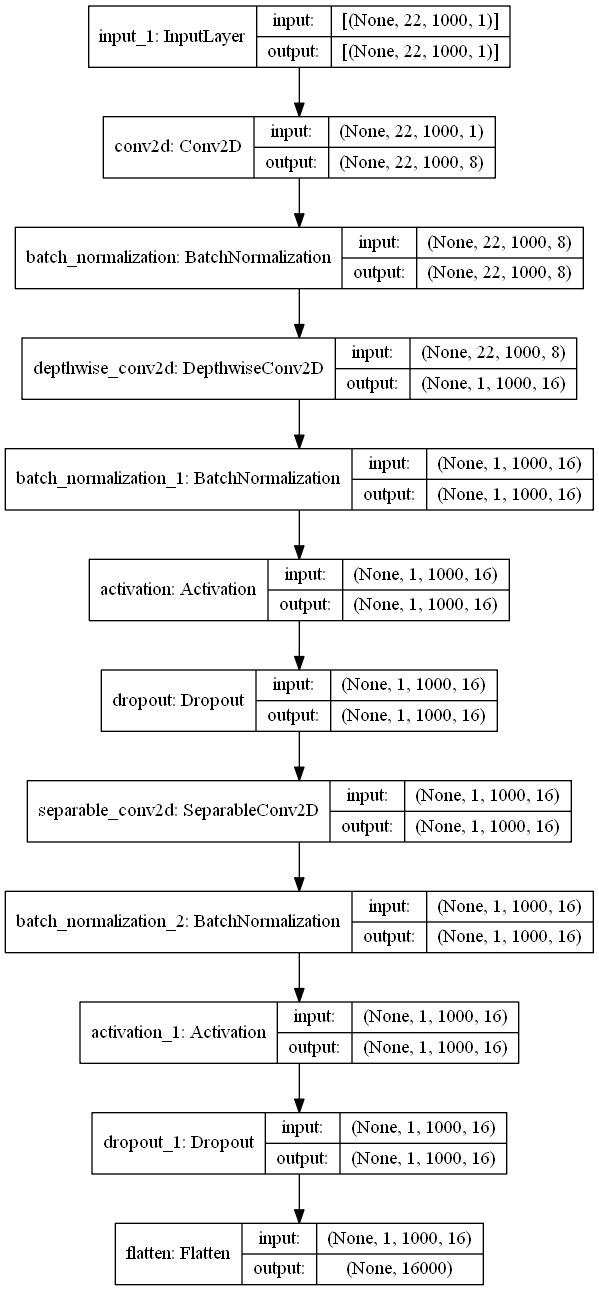 input_1: InputLayer
input: [(None, 22, 1000, 1)]
output: [(None, 22, 1000, 1)]
conv2d: Conv2D
input: (None, 22, 1000, 1)
output: (None, 22, 1000, 8)
batch_normalization: BatchNormalization
input: (None, 22, 1000, 8)
output: (None, 22, 1000, 8)
depthwise_conv2d: DepthwiseConv2D
input: (None, 22, 1000, 8)
output: (None, 1, 1000, 16)
batch_normalization_1: BatchNormalization
input: (None, 1, 1000, 16)
output: (None, 1, 1000, 16)
activation: Activation
input: (None, 1, 1000, 16)
output: (None, 1, 1000, 16)
dropout: Dropout
input: (None, 1, 1000, 16)
output: (None, 1, 1000, 16)
separable_conv2d: SeparableConv2D
input: (None, 1, 1000, 16)
output: (None, 1, 1000, 16)
batch_normalization_2: BatchNormalization
input: (None, 1, 1000, 16)
output: (None, 1, 1000, 16)
activation_1: Activation
input: (None, 1, 1000, 16)
output: (None, 1, 1000, 16)
dropout_1: Dropout
input: (None, 1, 1000, 16)
output: (None, 1, 1000, 16)
flatten: Flatten
input: (None, 1, 1000, 16)
output: (None, 16000)